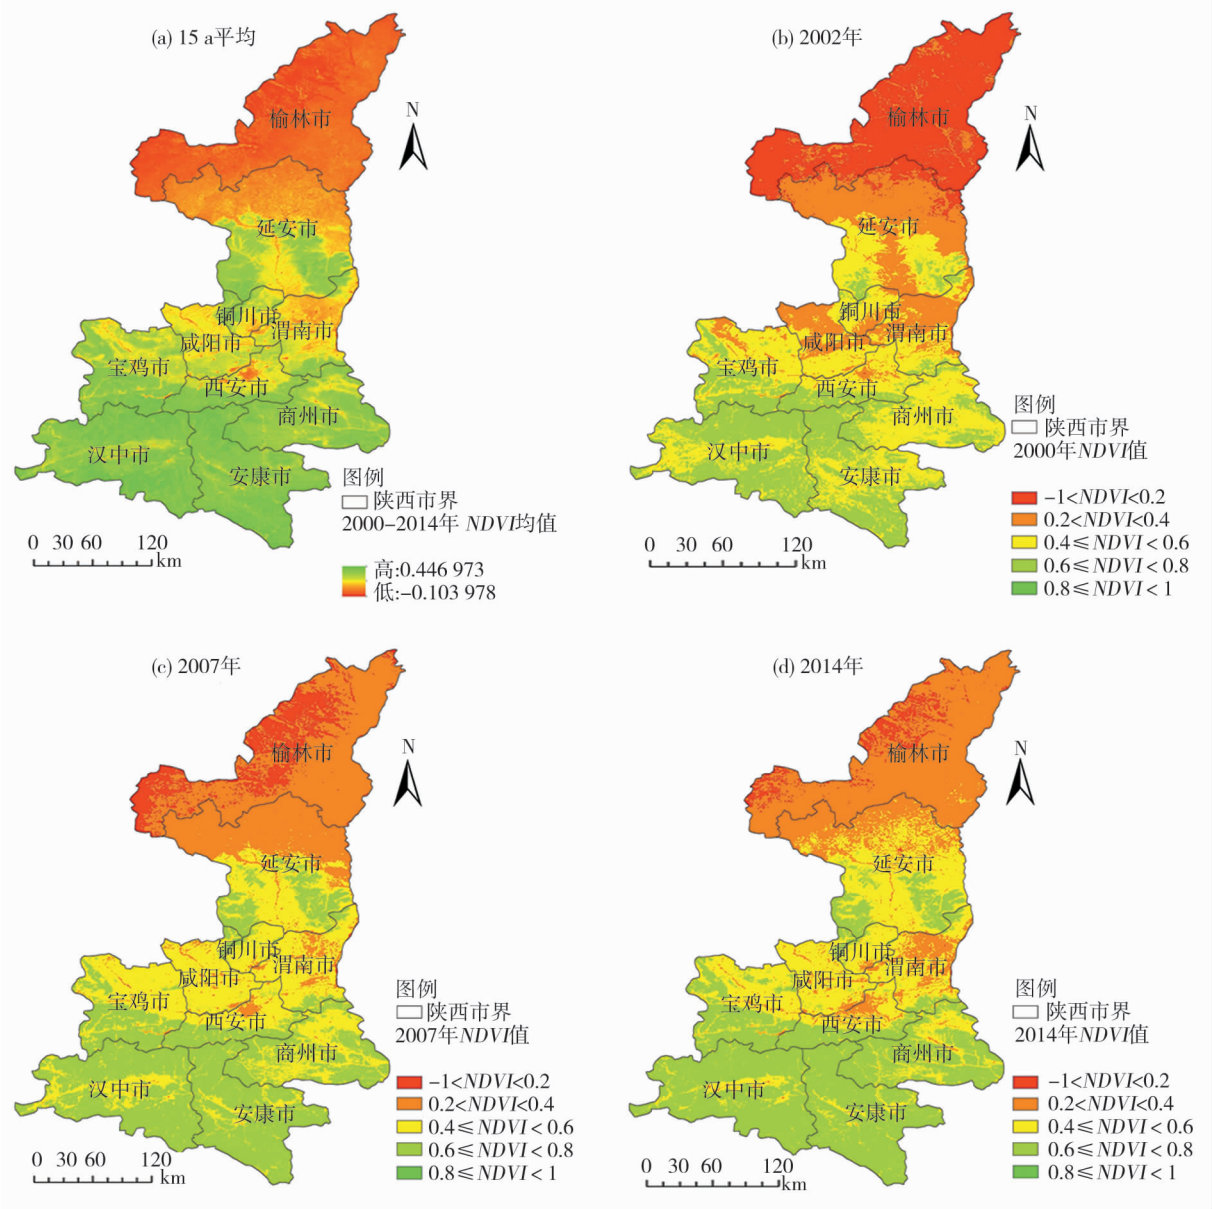 (a) 15 a平均
N
榆林市
延安市
铜川市
渭南市
咸阳市
宝鸡市
西安市
商州市
汉中市
安康市
图例
陕西市界
2000-2014年 NDVI均值
高:0.446 973
低:-0.103 978
0 30 60 120
km
(b) 2002年
N
榆林市
延安市
铜川市
渭南市
咸阳市
宝鸡市
西安市
商州市
汉中市
安康市
图例
陕西市界
2000年NDVI值
-1<NDVI<0.2
0.2<NDVI<0.4
0.4≤NDVI<0.6
0.6≤NDVI<0.8
0.8≤NDVI<1
0 30 60 120
km
(c) 2007年
N
榆林市
延安市
铜川市
渭南市
咸阳市
宝鸡市
西安市
商州市
汉中市
安康市
图例
陕西市界
2007年NDVI值
-1<NDVI<0.2
0.2<NDVI<0.4
0.4≤NDVI<0.6
0.6≤NDVI<0.8
0.8≤NDVI<1
0 30 60 120
km
(d) 2014年
N
榆林市
延安市
铜川市
渭南市
咸阳市
宝鸡市
西安市
商州市
汉中市
安康市
图例
陕西市界
2014年NDVI值
-1<NDVI<0.2
0.2<NDVI<0.4
0.4≤NDVI<0.6
0.6≤NDVI<0.8
0.8≤NDVI<1
0 30 60 120
km